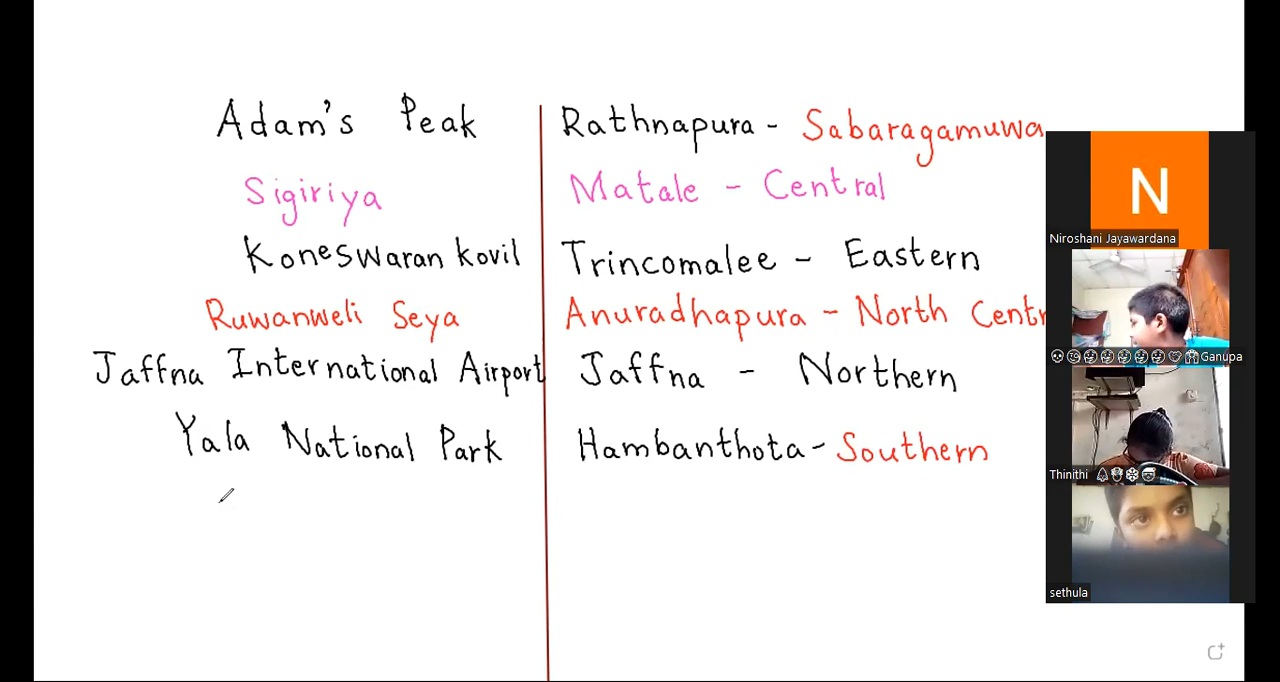 Adam's Peak Rathnapura - Sabaragamuwa
Sigiriya Matale - Central
Koneswaran kovil Trincomalee - Eastern
Ruwanweli Seya Anuradhapura - North Centr
Jaffna International Airport Jaffna - Northern
Yala National Park Hambanthota - Southern
N
Niroshani Jayawardana
Ganupa
Thinithi
sethula